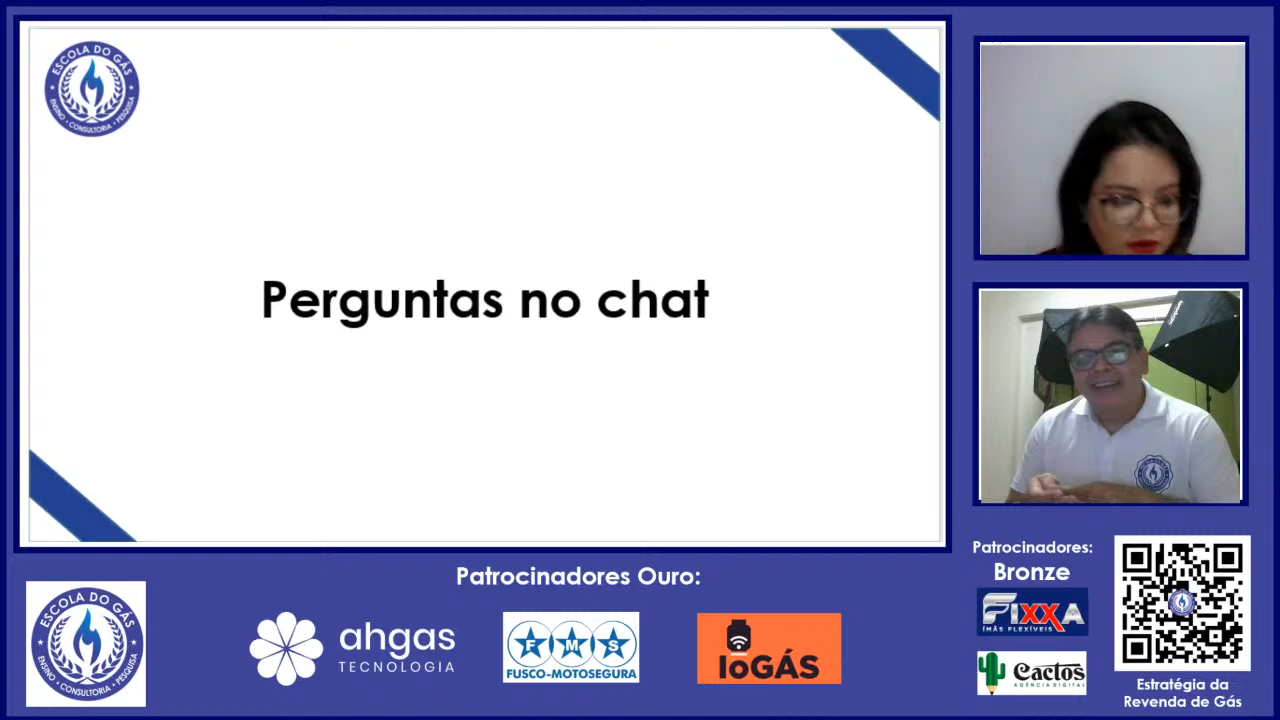 ESCOLA DO GÁS
ENSINO • CONSULTORIA • PESQUISA
Perguntas no chat
Patrocinadores Ouro:
ESCOLA DO GÁS
ENSINO • CONSULTORIA • PESQUISA
ahgas
TECNOLOGIA
F M S
FUSCO-MOTOSEGURA
IoGÁS
Patrocinadores:
Bronze
FIXXA
ÍMÃS FLEXÍVEIS
Cactos
AGÊNCIA DIGITAL
Estratégia da
Revenda de Gás